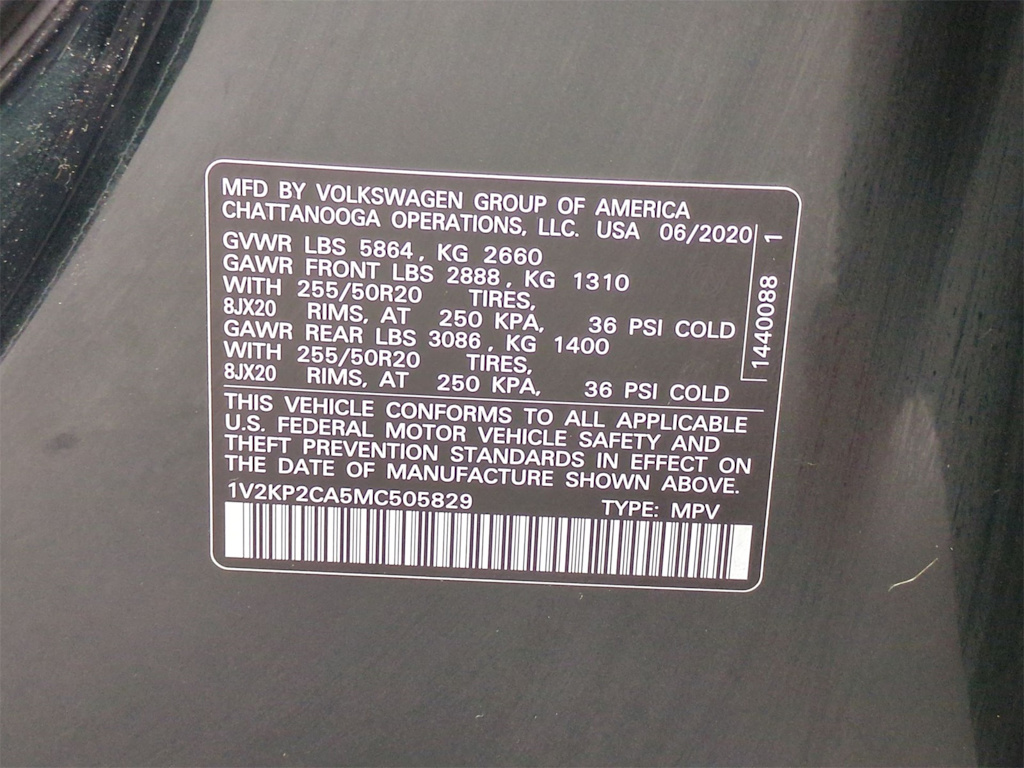 MFD BY VOLKSWAGEN GROUP OF AMERICA
CHATTANOOGA OPERATIONS, LLC. USA 06/2020
GVWR LBS 5864, KG 2660
GAWR FRONT LBS 2888, KG 1310
WITH 255/50R20 TIRES,
8JX20 RIMS, AT 250 KPA, 36 PSI COLD
GAWR REAR LBS 3086, KG 1400
WITH 255/50R20 TIRES,
8JX20 RIMS, AT 250 KPA, 36 PSI COLD
THIS VEHICLE CONFORMS TO ALL APPLICABLE
U.S. FEDERAL MOTOR VEHICLE SAFETY AND
THEFT PREVENTION STANDARDS IN EFFECT ON
THE DATE OF MANUFACTURE SHOWN ABOVE.
1V2KP2CA5MC505829 TYPE: MPV
1440088 1